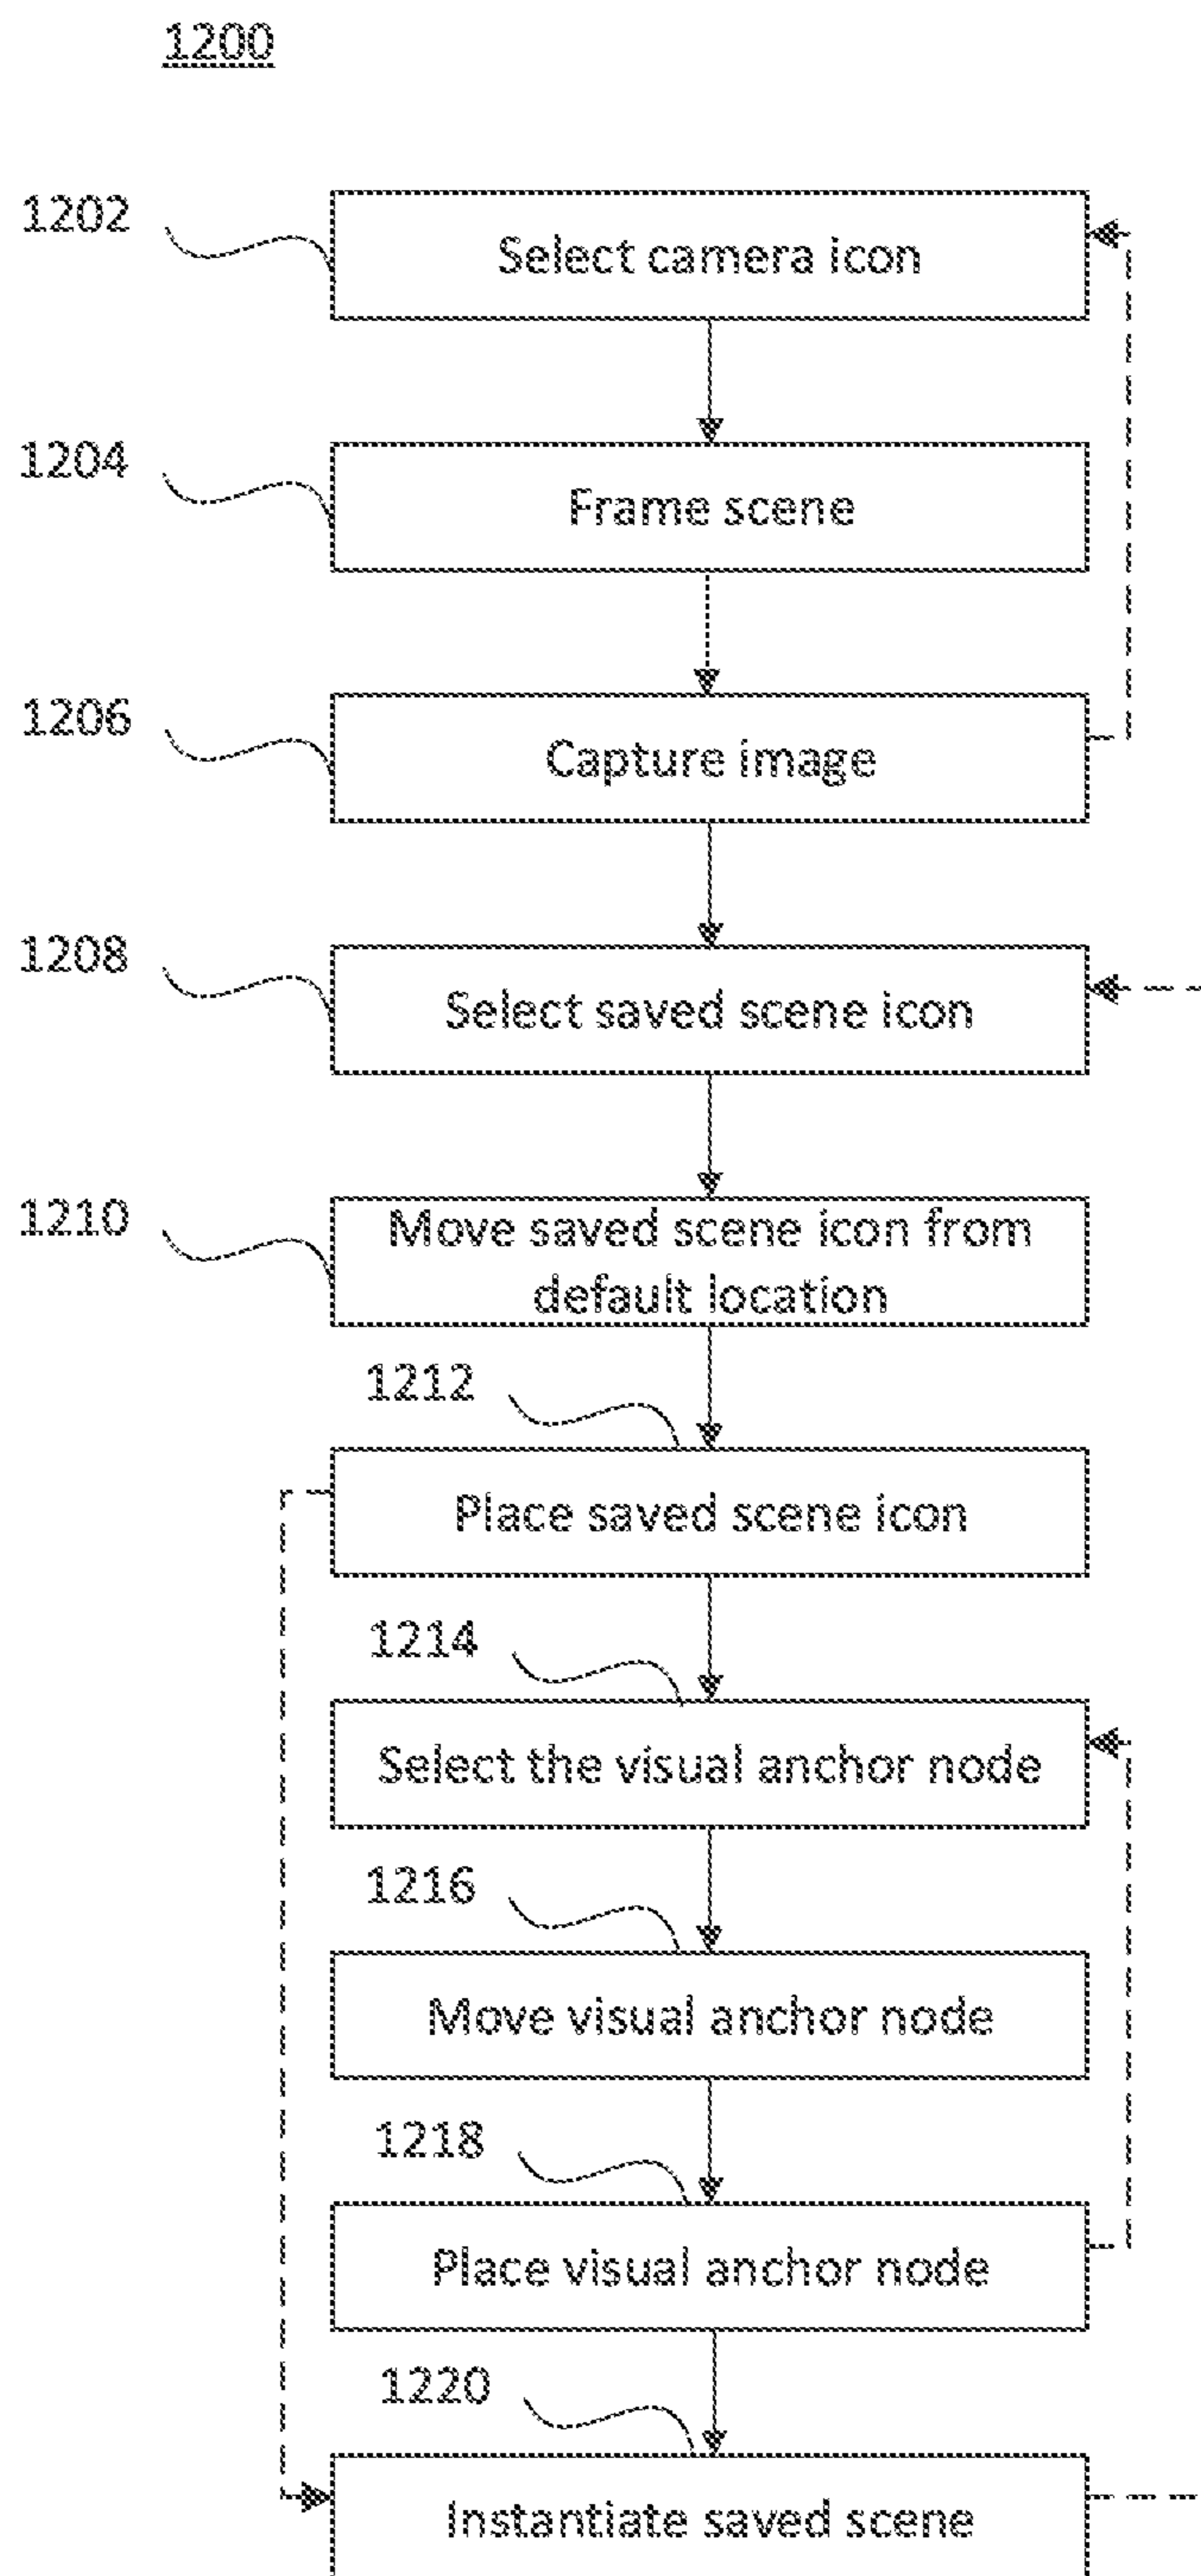 1200
1202
Select camera icon
1204
Frame scene
1206
Capture image
1208
Select saved scene icon
1210
Move saved scene icon from
default location
1212
Place saved scene icon
1214
Select the visual anchor node
1216
Move visual anchor node
1218
Place visual anchor node
1220
Instantiate saved scene